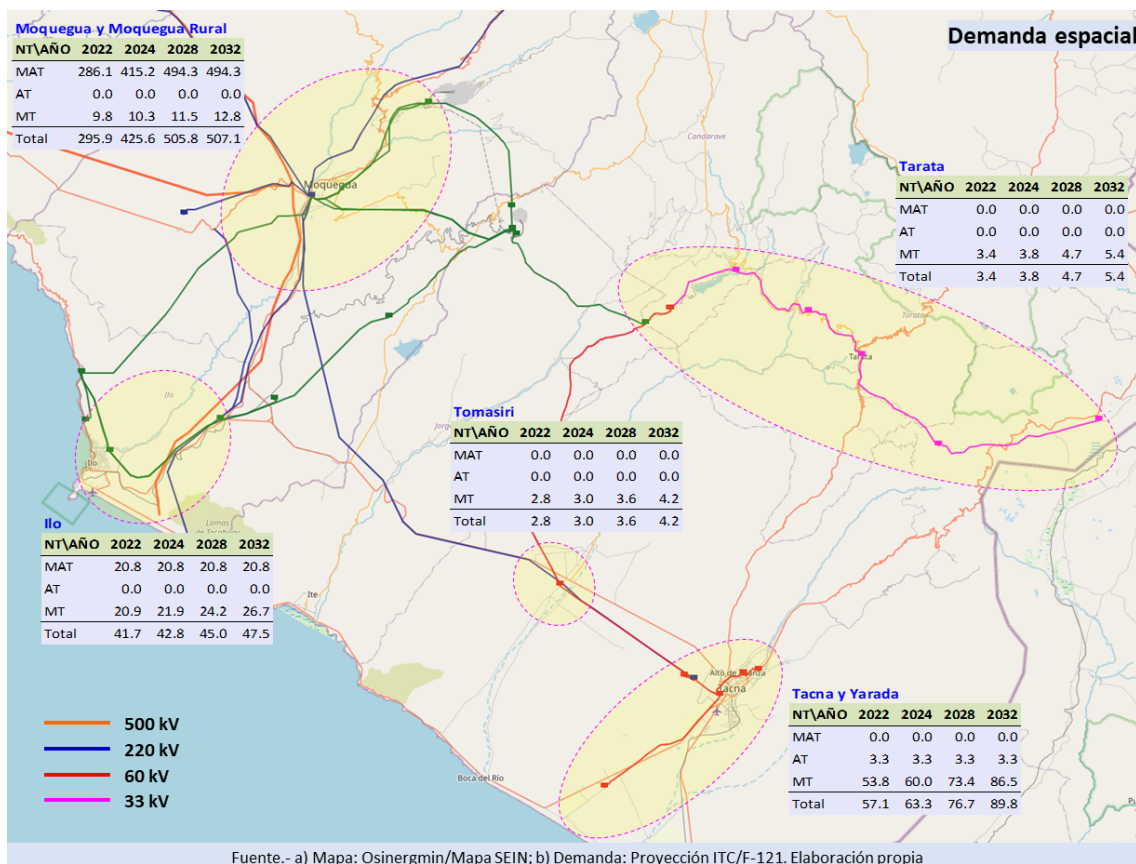 Demanda espacial
Moquegua y Moquegua Rural
NT\AÑO 2022 2024 2028 2032
MAT 286.1 415.2 494.3 494.3
AT 0.0 0.0 0.0 0.0
MT 9.8 10.3 11.5 12.8
Total 295.9 425.6 505.8 507.1
Candarave
Moquegua
Tarata
NT\AÑO 2022 2024 2028 2032
MAT 0.0 0.0 0.0 0.0
AT 0.0 0.0 0.0 0.0
MT 3.4 3.8 4.7 5.4
Total 3.4 3.8 4.7 5.4
Tarata
Tarata
Ilo
Ilo
Tomasiri
NT\AÑO 2022 2024 2028 2032
MAT 0.0 0.0 0.0 0.0
AT 0.0 0.0 0.0 0.0
MT 2.8 3.0 3.6 4.2
Total 2.8 3.0 3.6 4.2
Ilo
NT\AÑO 2022 2024 2028 2032
MAT 20.8 20.8 20.8 20.8
AT 0.0 0.0 0.0 0.0
MT 20.9 21.9 24.2 26.7
Total 41.7 42.8 45.0 47.5
Lomas
Ite
Tacna
Tacna y Yarada
NT\AÑO 2022 2024 2028 2032
MAT 0.0 0.0 0.0 0.0
AT 3.3 3.3 3.3 3.3
MT 53.8 60.0 73.4 86.5
Total 57.1 63.3 76.7 89.8
500 kV
220 kV
60 kV
33 kV
Boca del Río
Fuente.- a) Mapa: Osinergmin/Mapa SEIN; b) Demanda: Proyección ITC/F-121. Elaboración propia